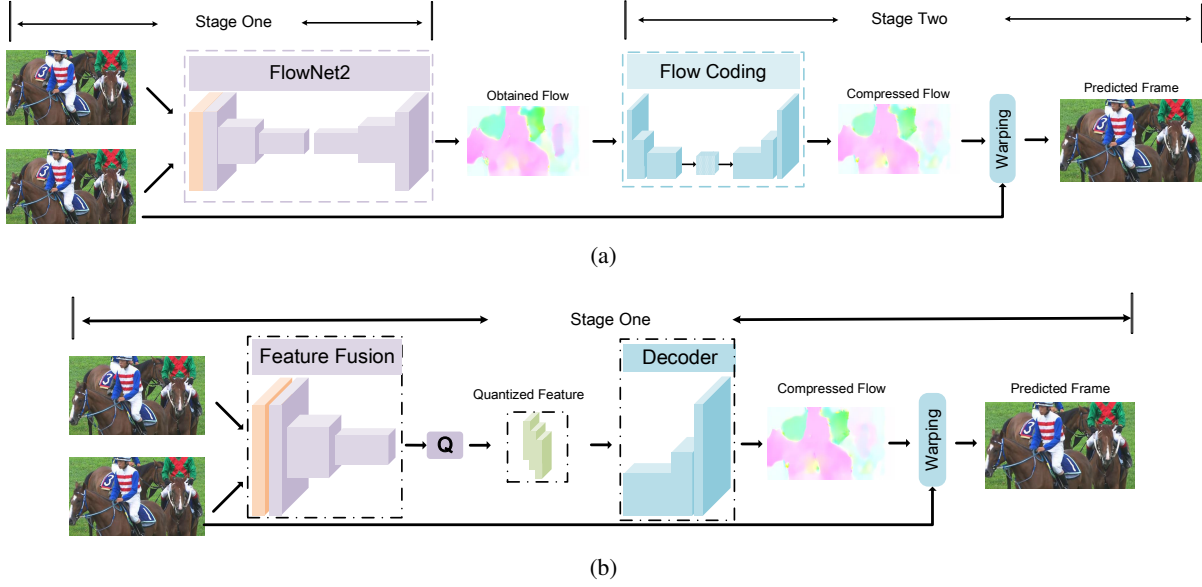 Stage One
Stage Two
FlowNet2
Flow Coding
Obtained Flow
Compressed Flow
Predicted Frame
Warping
(a)
Stage One
Feature Fusion
Decoder
Quantized Feature
Compressed Flow
Predicted Frame
Q
Warping
(b)